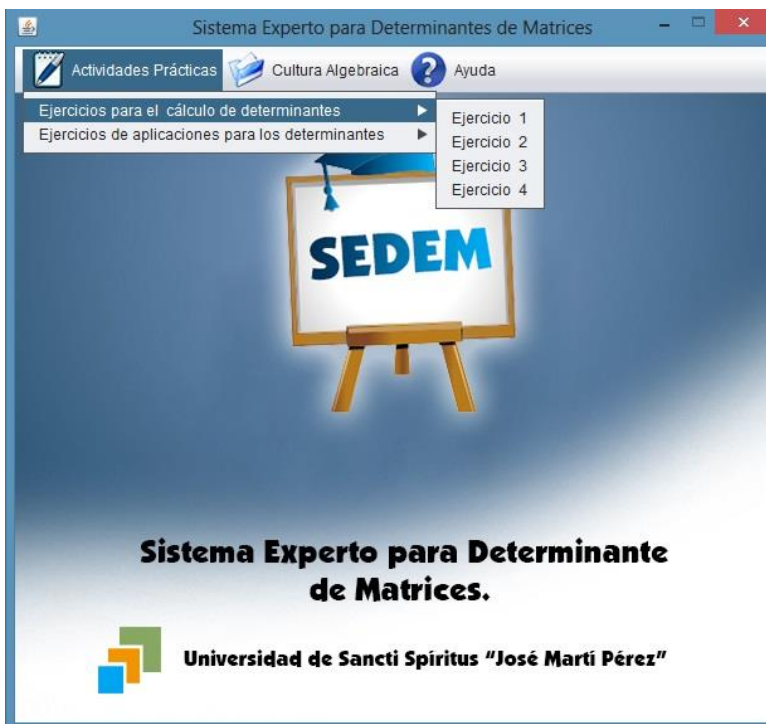 Sistema Experto para Determinantes de Matrices
Actividades Prácticas Cultura Algebraica Ayuda
Ejercicios para el cálculo de determinantes
Ejercicios de aplicaciones para los determinantes
Ejercicio 1
Ejercicio 2
Ejercicio 3
Ejercicio 4
SEDEM
Sistema Experto para Determinante
de Matrices.
Universidad de Sancti Spíritus “José Martí Pérez”